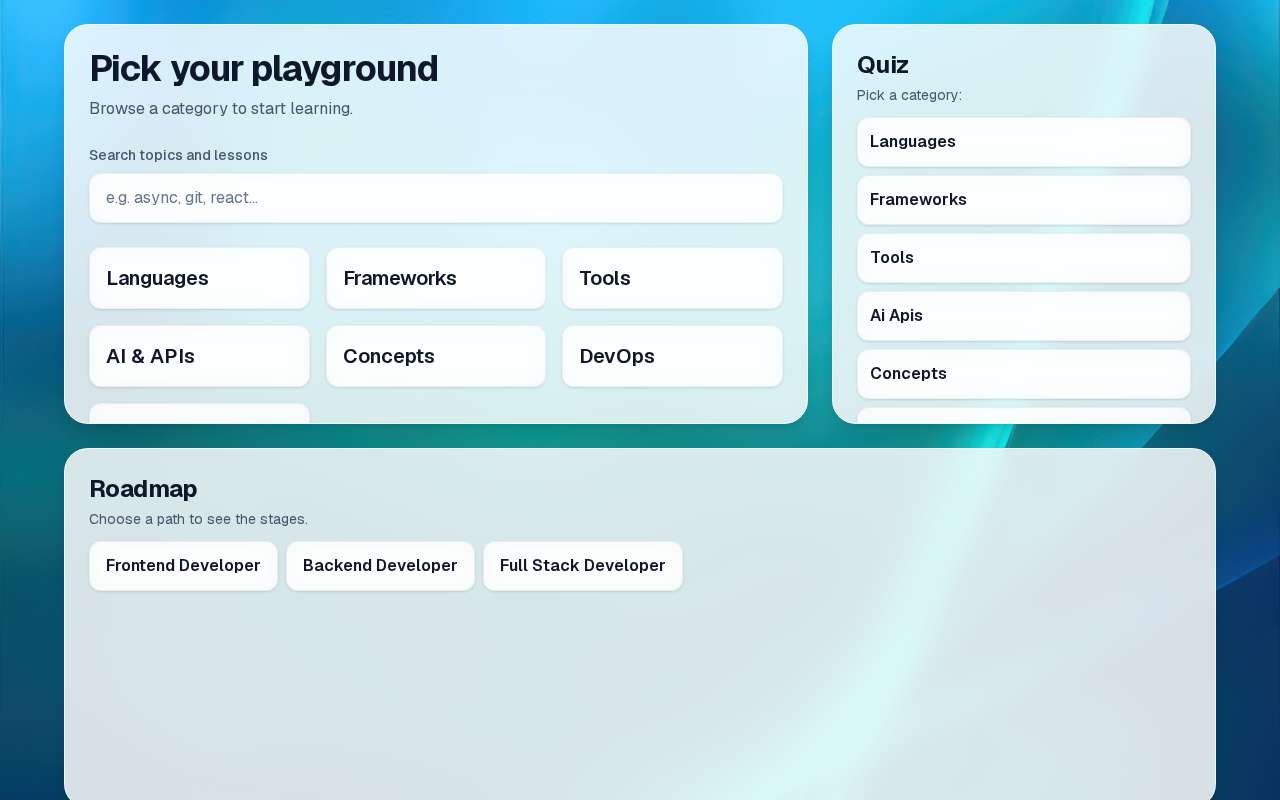 Pick your playground
Browse a category to start learning.
Search topics and lessons
e.g. async, git, react...
Languages
Frameworks
Tools
AI & APIs
Concepts
DevOps
Quiz
Pick a category:
Languages
Frameworks
Tools
Ai Apis
Concepts
Roadmap
Choose a path to see the stages.
Frontend Developer
Backend Developer
Full Stack Developer